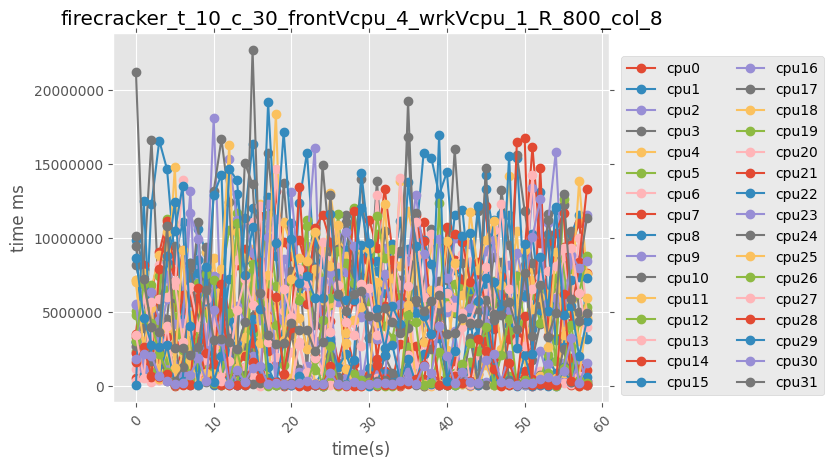 firecracker_t_10_c_30_frontVcpu_4_wrkVcpu_1_R_800_col_8
time ms
20000000
15000000
10000000
5000000
0
0
10
20
30
40
50
60
time(s)
cpu0
cpu1
cpu2
cpu3
cpu4
cpu5
cpu6
cpu7
cpu8
cpu9
cpu10
cpu11
cpu12
cpu13
cpu14
cpu15
cpu16
cpu17
cpu18
cpu19
cpu20
cpu21
cpu22
cpu23
cpu24
cpu25
cpu26
cpu27
cpu28
cpu29
cpu30
cpu31